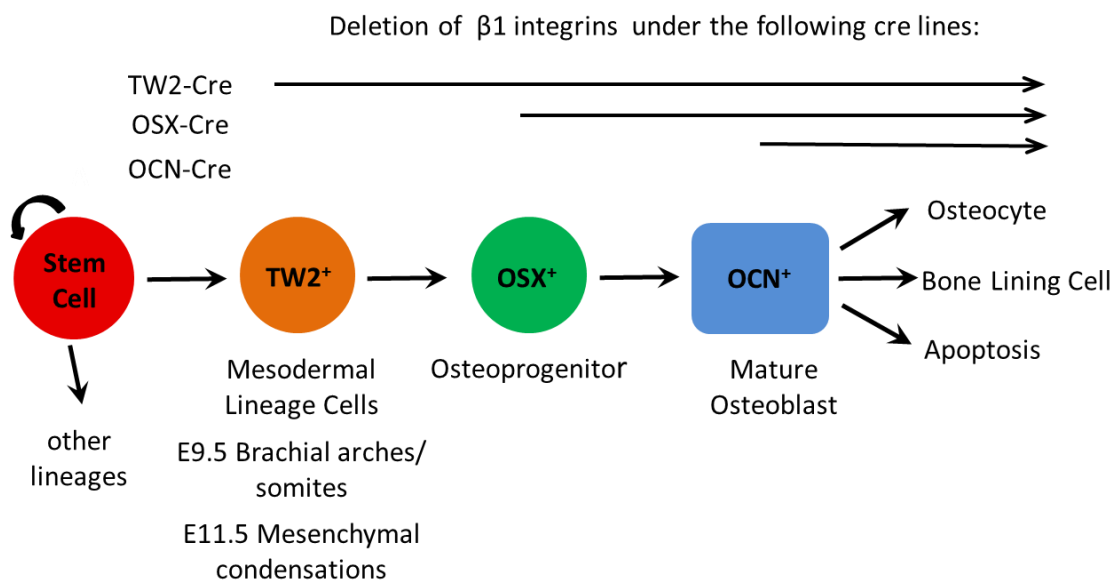 Deletion of β1 integrins under the following cre lines:
TW2-Cre
OSX-Cre
OCN-Cre
Stem
Cell
TW2⁺
OSX⁺
OCN⁺
Osteocyte
Bone Lining Cell
Apoptosis
other
lineages
Mesodermal
Lineage Cells
E9.5 Brachial arches/
somites
E11.5 Mesenchymal
condensations
Osteoprogenitor
Mature
Osteoblast